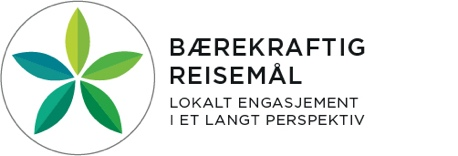 BÆREKRAFTIG
REISEMÅL
LOKALT ENGASJEMENT
I ET LANGT PERSPEKTIV